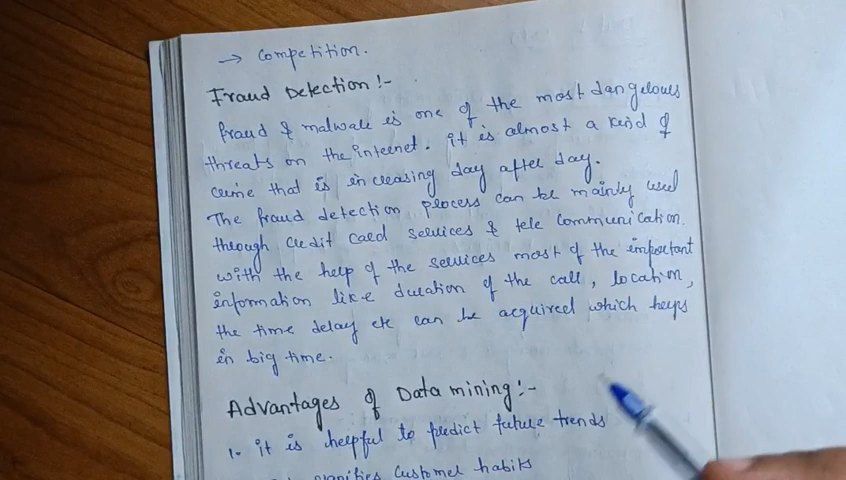 → Competition.
Fraud Detection :-
fraud & malware is one of the most dangerous
threats on the internet. it is almost a kind of
crime that is increasing day after day.
The fraud detection process can be mainly used
through credit card services & tele communication.
with the help of the services most of the important
information like duration of the call, location,
the time delay etc can be acquired which helps
in big time.
Advantages of Data mining :-
1. it is helpful to predict future trends
customer habits